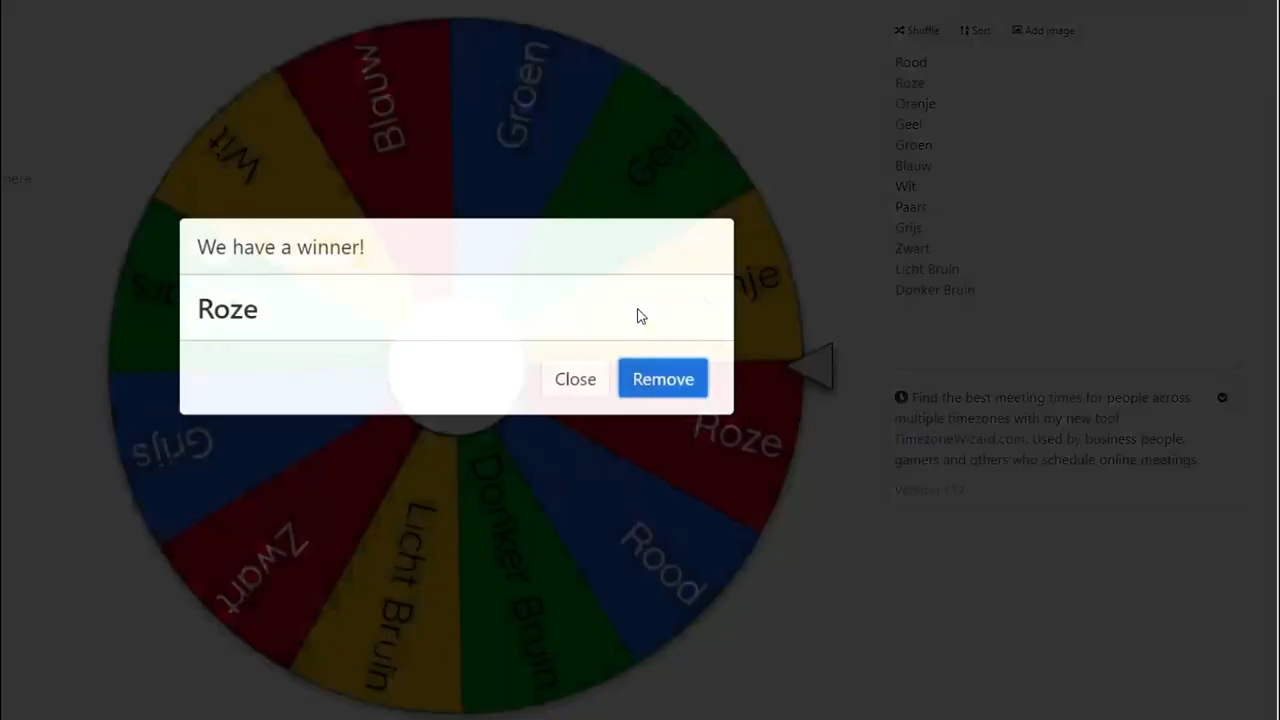 Shuffle Sort Add image
Rood
Roze
Oranje
Geel
Groen
Blauw
Wit
Paars
Grijs
Zwart
Licht Bruin
Donker Bruin
Blauw
Groen
Geel
Wit
nje
Roze
Rood
Donker Bruin
Licht Bruin
Zwart
Grijs
We have a winner!
Roze
Close Remove
Find the best meeting times for people across
multiple timezones with my new tool
TimezoneWizard.com. Used by business people,
gamers and others who schedule online meetings.